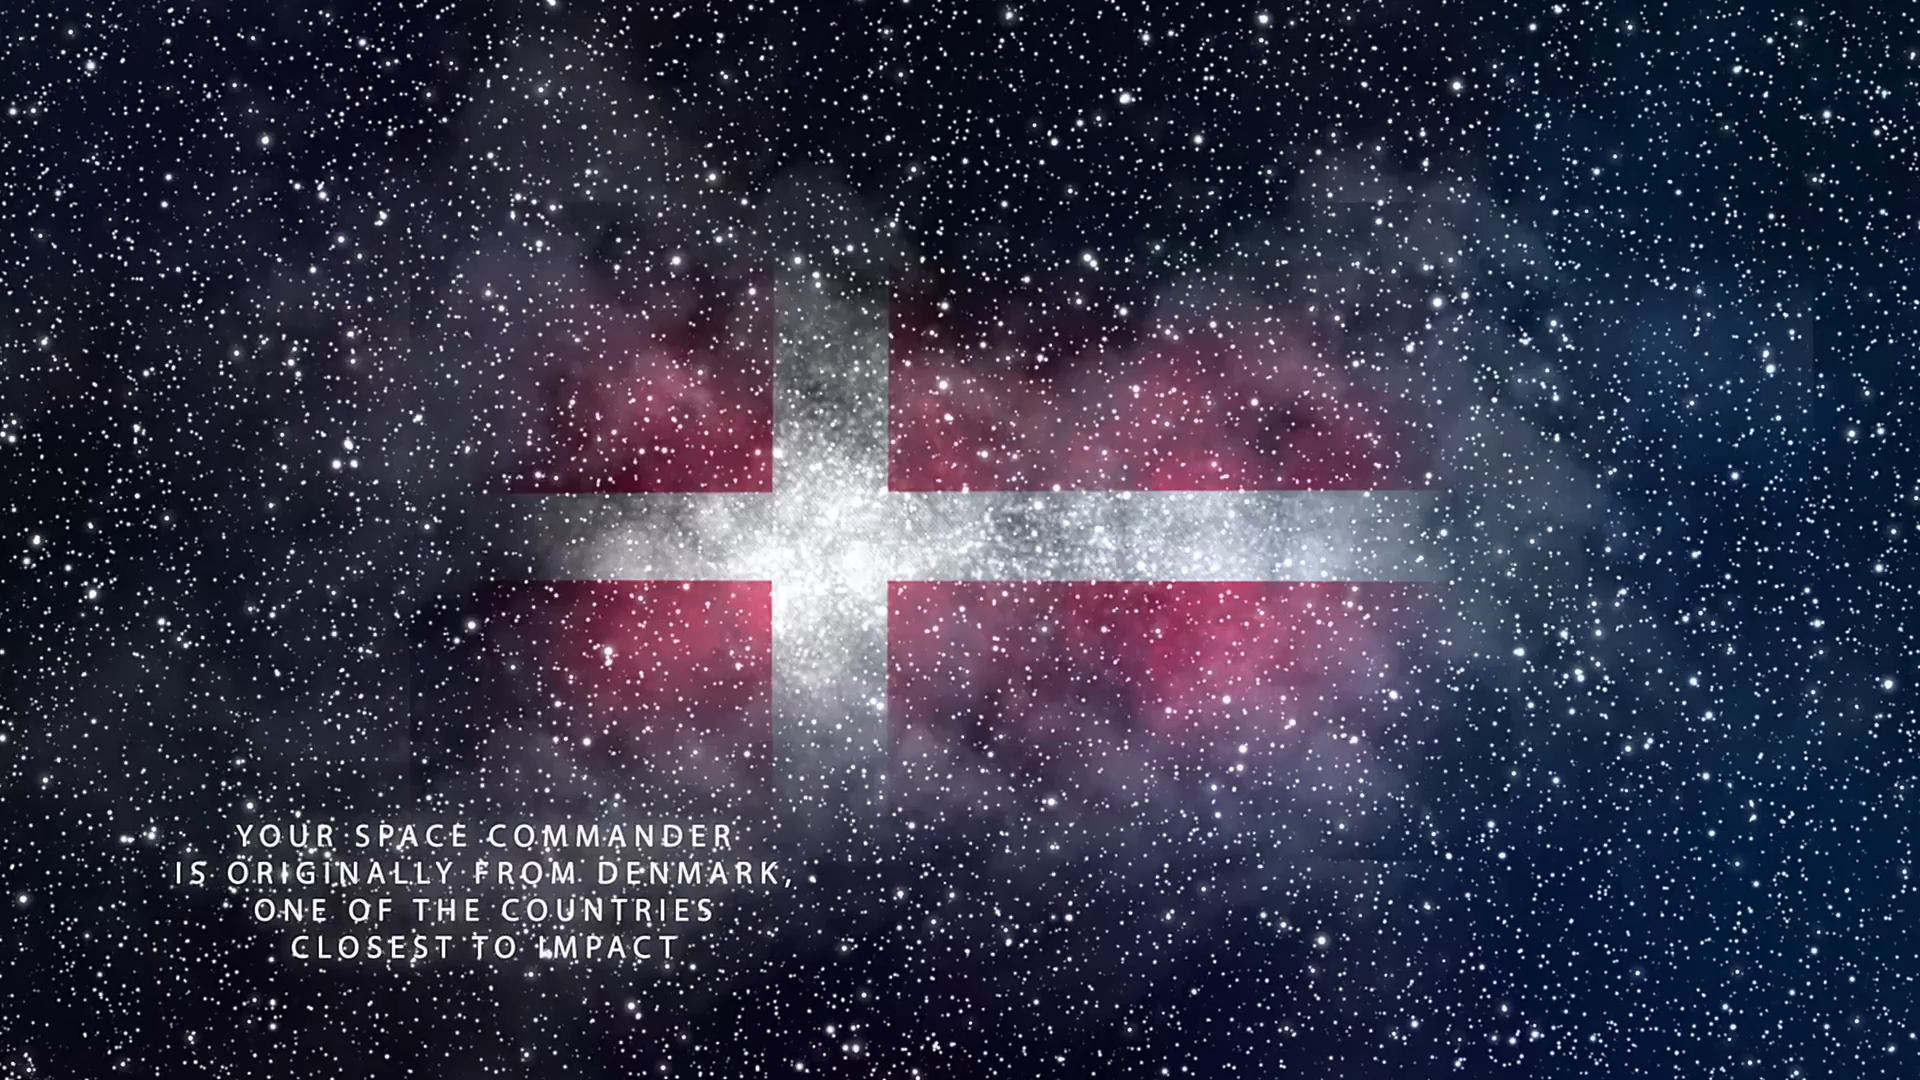 YOUR SPACE COMMANDER
IS ORIGINALLY FROM DENMARK,
ONE OF THE COUNTRIES
CLOSEST TO IMPACT